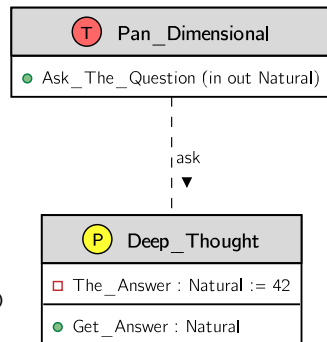 T Pan_Dimensional
Ask_The_Question (in out Natural)
ask
P Deep_Thought
The_Answer : Natural := 42
)
Get_Answer : Natural